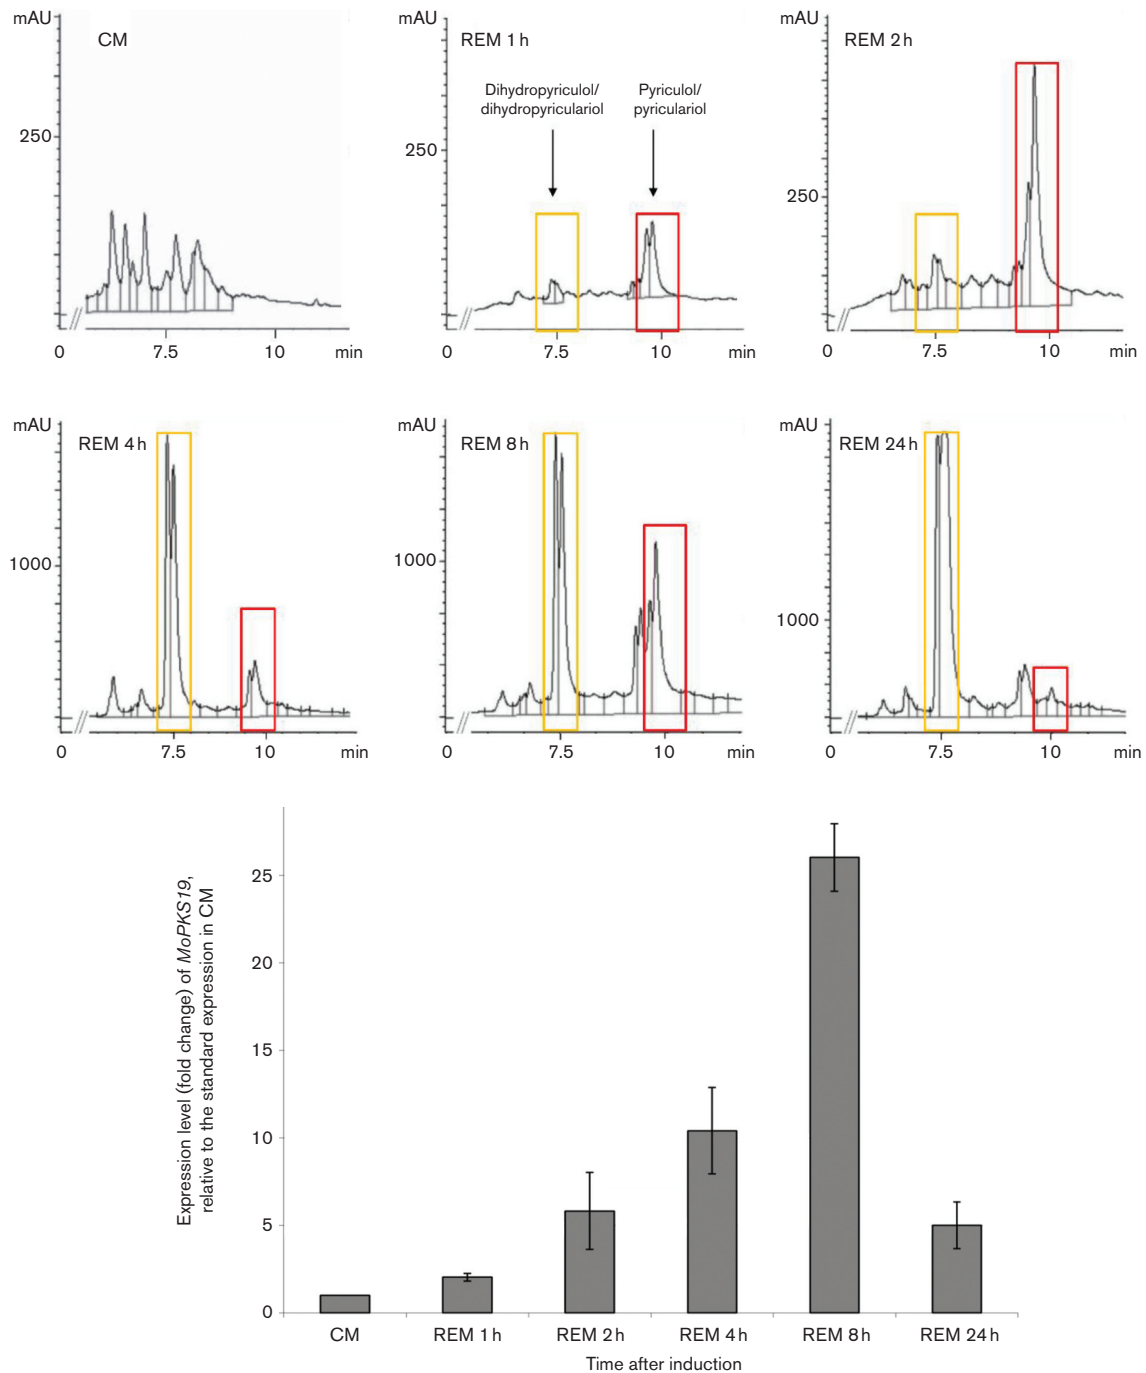 mAU
CM
250
0
7.5
10
min
mAU
REM 1 h
Dihydropyriculol/
dihydropyriculariol
Pyriculol/
pyriculariol
250
0
7.5
10
min
mAU
REM 2 h
250
0
7.5
10
min
mAU
REM 4 h
1000
0
7.5
10
min
mAU
REM 8 h
1000
0
7.5
10
min
mAU
REM 24 h
1000
0
7.5
10
min
Expression level (fold change) of MoPKS19,
relative to the standard expression in CM
25
20
15
10
5
0
CM
REM 1 h
REM 2 h
REM 4 h
REM 8 h
REM 24 h
Time after induction